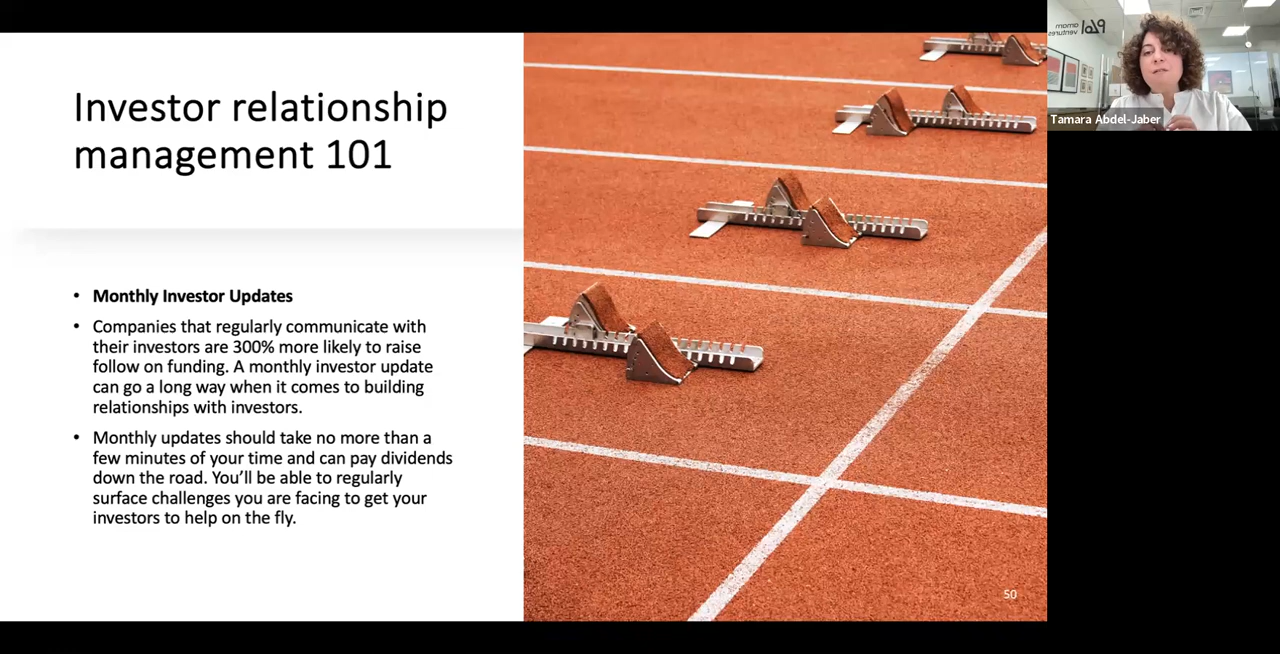 Investor relationship
management 101
• Monthly Investor Updates
• Companies that regularly communicate with
their investors are 300% more likely to raise
follow on funding. A monthly investor update
can go a long way when it comes to building
relationships with investors.
• Monthly updates should take no more than a
few minutes of your time and can pay dividends
down the road. You’ll be able to regularly
surface challenges you are facing to get your
investors to help on the fly.
50
amam
ventures
Tamara Abdel-Jaber